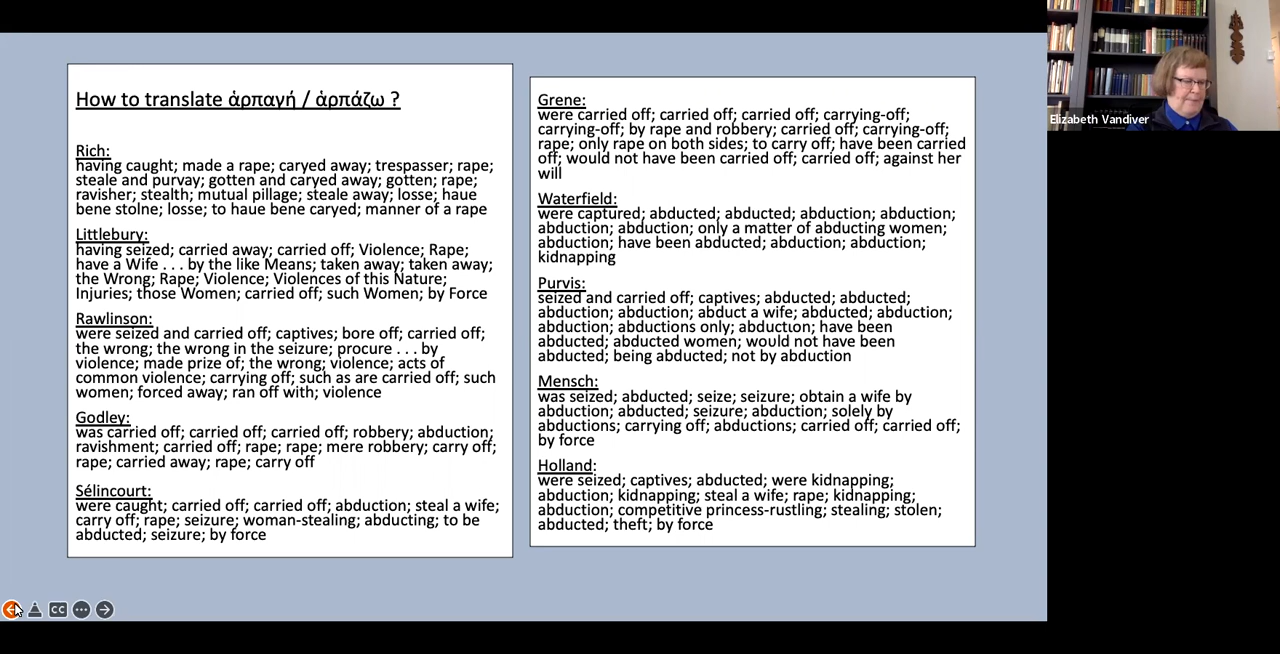 How to translate ἁρπαγή / ἁρπάζω ?
Rich:
having caught; made a rape; caryed away; trespasser; rape;
steale and purvay; gotten and caryed away; gotten; rape;
ravisher; stealth; mutual pillage; steale away; losse; haue
bene stolne; losse; to haue bene caryed; manner of a rape
Littlebury:
having seized; carried away; carried off; Violence; Rape;
have a Wife . . . by the like Means; taken away; taken away;
the Wrong; Rape; Violence; Violences of this Nature;
Injuries; those Women; carried off; such Women; by Force
Rawlinson:
were seized and carried off; captives; bore off; carried off;
the wrong; the wrong in the seizure; procure . . . by
violence; made prize of; the wrong; violence; acts of
common violence; carrying off; such as are carried off; such
women; forced away; ran off with; violence
Godley:
was carried off; carried off; carried off; robbery; abduction;
ravishment; carried off; rape; rape; mere robbery; carry off;
rape; carried away; rape; carry off
Sélincourt:
were caught; carried off; carried off; abduction; steal a wife;
carry off; rape; seizure; woman-stealing; abducting; to be
abducted; seizure; by force
Grene:
were carried off; carried off; carried off; carrying-off;
carrying-off; by rape and robbery; carried off; carrying-off;
rape; only rape on both sides; to carry off; have been carried
off; would not have been carried off; carried off; against her
will
Waterfield:
were captured; abducted; abducted; abduction; abduction;
abduction; abduction; only a matter of abducting women;
abduction; have been abducted; abduction; abduction;
kidnapping
Purvis:
seized and carried off; captives; abducted; abducted;
abduction; abduction; abduct a wife; abducted; abduction;
abduction; abductions only; abduction; have been
abducted; abducted women; would not have been
abducted; being abducted; not by abduction
Mensch:
was seized; abducted; seize; seizure; obtain a wife by
abduction; abducted; seizure; abduction; solely by
abductions; carrying off; abductions; carried off; carried off;
by force
Holland:
were seized; captives; abducted; were kidnapping;
abduction; kidnapping; steal a wife; rape; kidnapping;
abduction; competitive princess-rustling; stealing; stolen;
abducted; theft; by force
Elizabeth Vandiver
CC